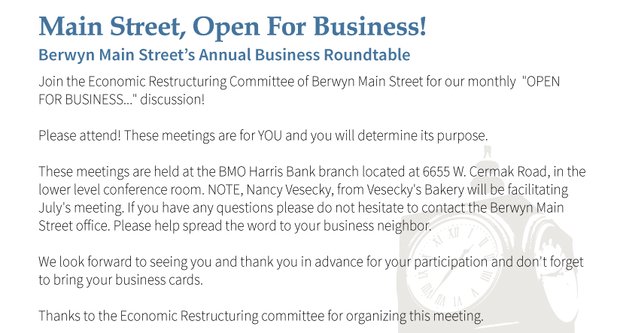 Main Street, Open For Business!
Berwyn Main Street's Annual Business Roundtable
Join the Economic Restructuring Committee of Berwyn Main Street for our monthly "OPEN
FOR BUSINESS..." discussion!
Please attend! These meetings are for YOU and you will determine its purpose.
These meetings are held at the BMO Harris Bank branch located at 6655 W. Cermak Road, in the
lower level conference room. NOTE, Nancy Vesecky, from Vesecky's Bakery will be facilitating
July's meeting. If you have any questions please do not hesitate to contact the Berwyn Main
Street office. Please help spread the word to your business neighbor.
We look forward to seeing you and thank you in advance for your participation and don't forget
to bring your business cards.
Thanks to the Economic Restructuring committee for organizing this meeting.